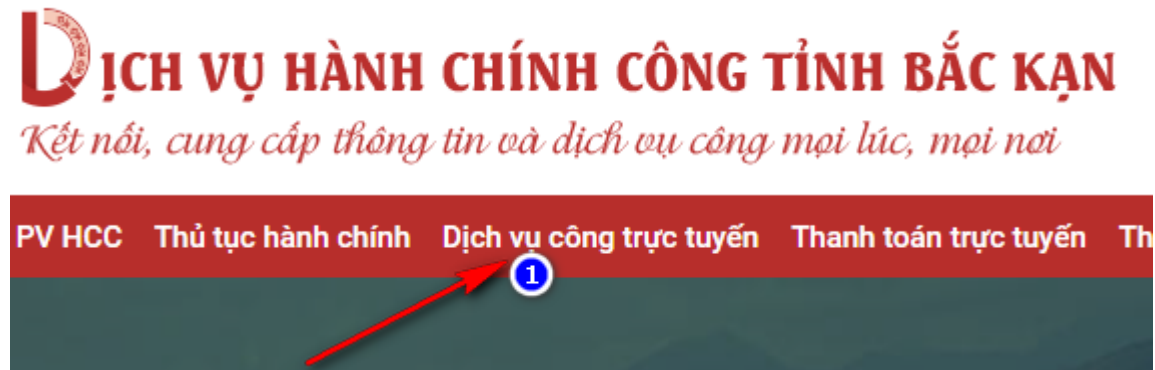 DỊCH VỤ HÀNH CHÍNH CÔNG TỈNH BẮC KẠN
Kết nối, cung cấp thông tin và dịch vụ công mọi lúc, mọi nơi
PV HCC Thủ tục hành chính Dịch vụ công trực tuyến Thanh toán trực tuyến Th
1